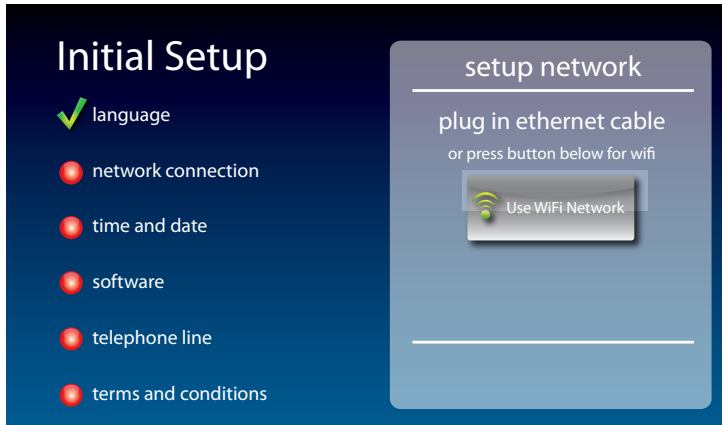 Initial Setup
language
network connection
time and date
software
telephone line
terms and conditions
setup network
plug in ethernet cable
or press button below for wifi
Use WiFi Network